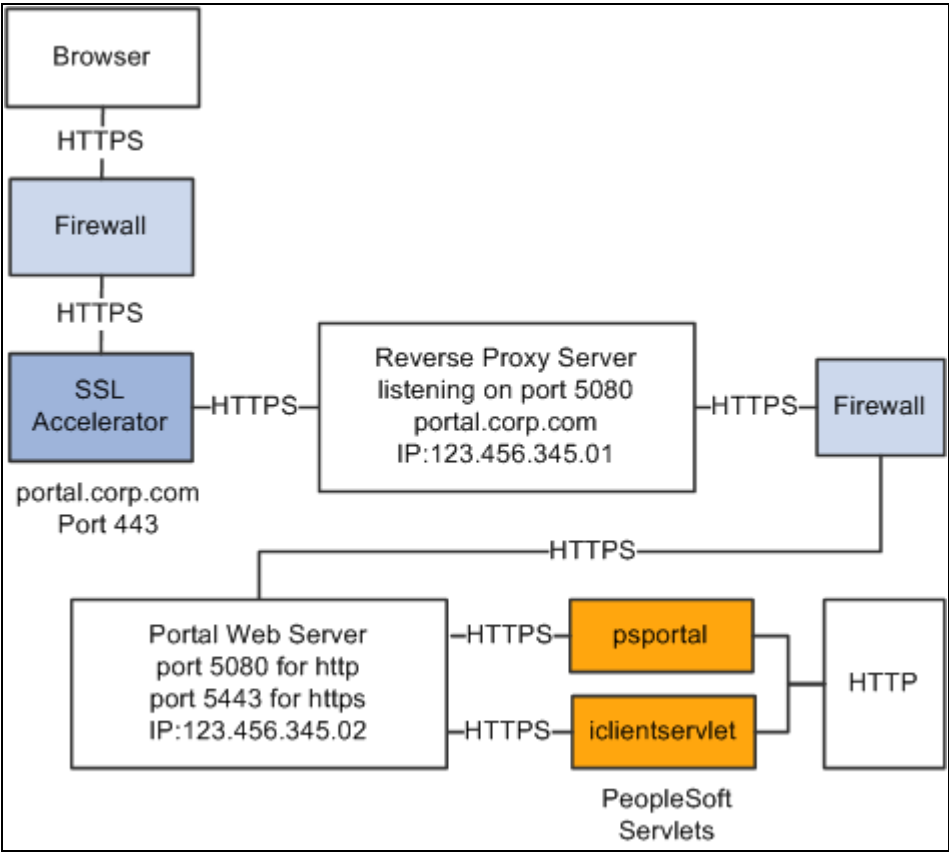 Browser
HTTPS
Firewall
HTTPS
SSL
Accelerator
portal.corp.com
Port 443
HTTPS
Reverse Proxy Server
listening on port 5080
portal.corp.com
IP:123.456.345.01
HTTPS
Firewall
HTTPS
Portal Web Server
port 5080 for http
port 5443 for https
IP:123.456.345.02
HTTPS
psportal
HTTPS
iclientservlet
PeopleSoft
Servlets
HTTP